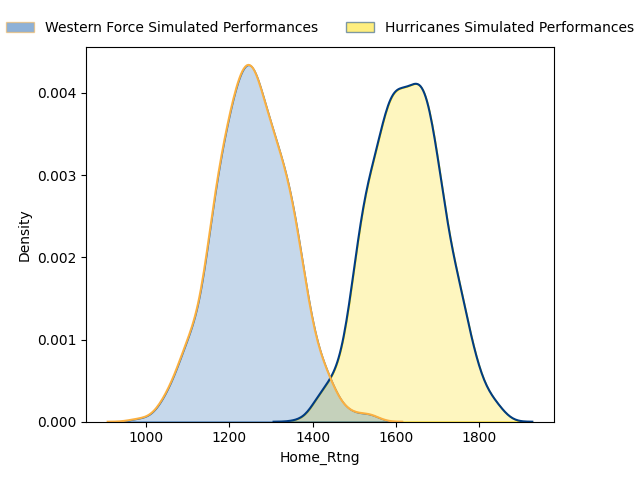 Western Force Simulated Performances Hurricanes Simulated Performances
0.004
0.003
0.002
0.001
0.000
Density
1000 1200 1400 1600 1800
Home_Rtng